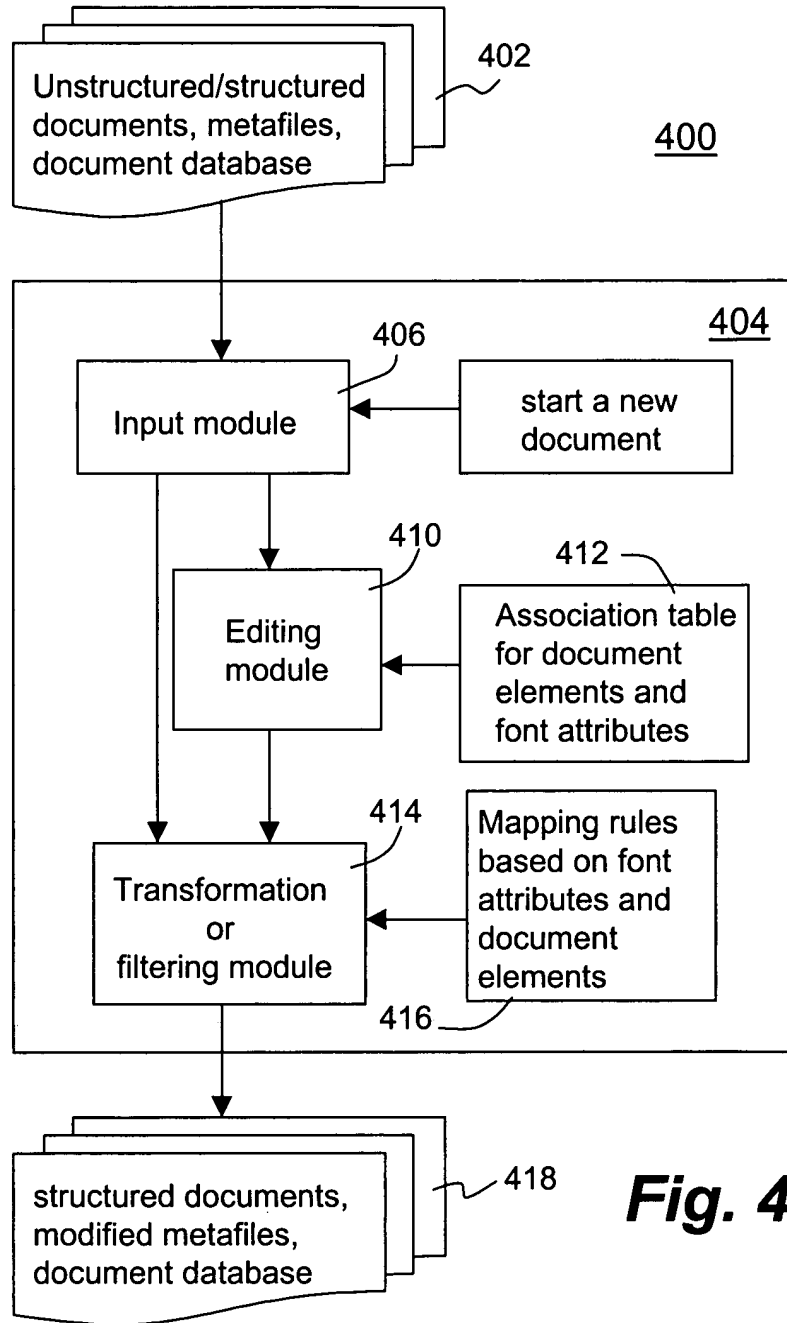 402
Unstructured/structured
documents, metafiles,
document database
400
404
406
Input module
start a new
document
410
412
Editing
module
Association table
for document
elements and
font attributes
414
Transformation
or
filtering module
Mapping rules
based on font
attributes and
document
elements
416
418
structured documents,
modified metafiles,
document database
Fig. 4